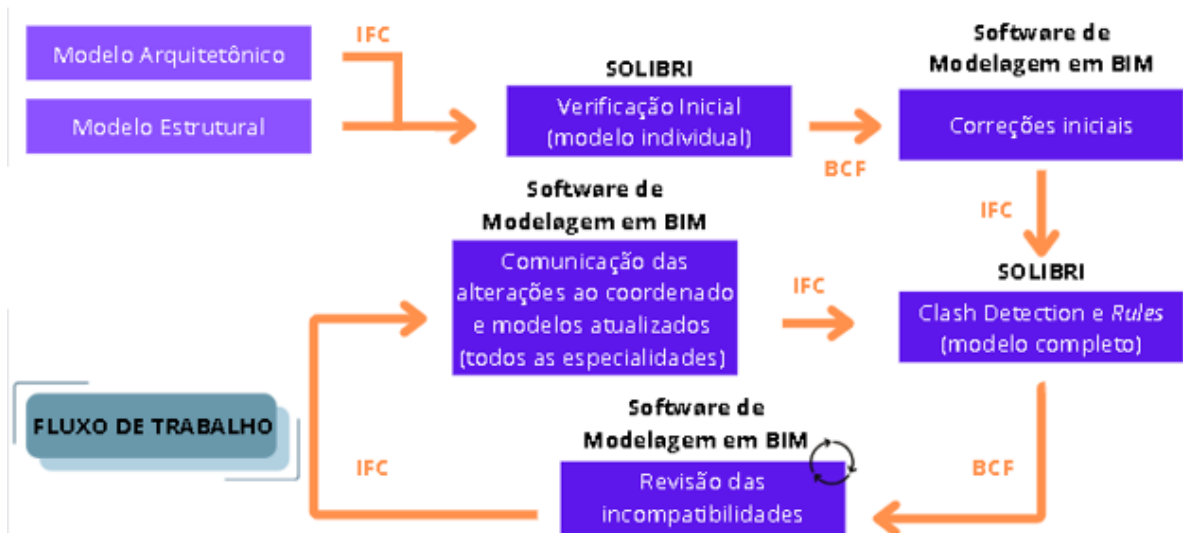 Modelo Arquitetônico
IFC
Modelo Estrutural
SOLIBRI
Verificação Inicial
(modelo individual)
BCF
Software de
Modelagem em BIM
Correções iniciais
IFC
SOLIBRI
Clash Detection e Rules
(modelo completo)
BCF
Software de
Modelagem em BIM
Revisão das
incompatibilidades
IFC
Software de
Modelagem em BIM
Comunicação das
alterações ao coordenado
e modelos atualizados
(todos as especialidades)
IFC
FLUXO DE TRABALHO